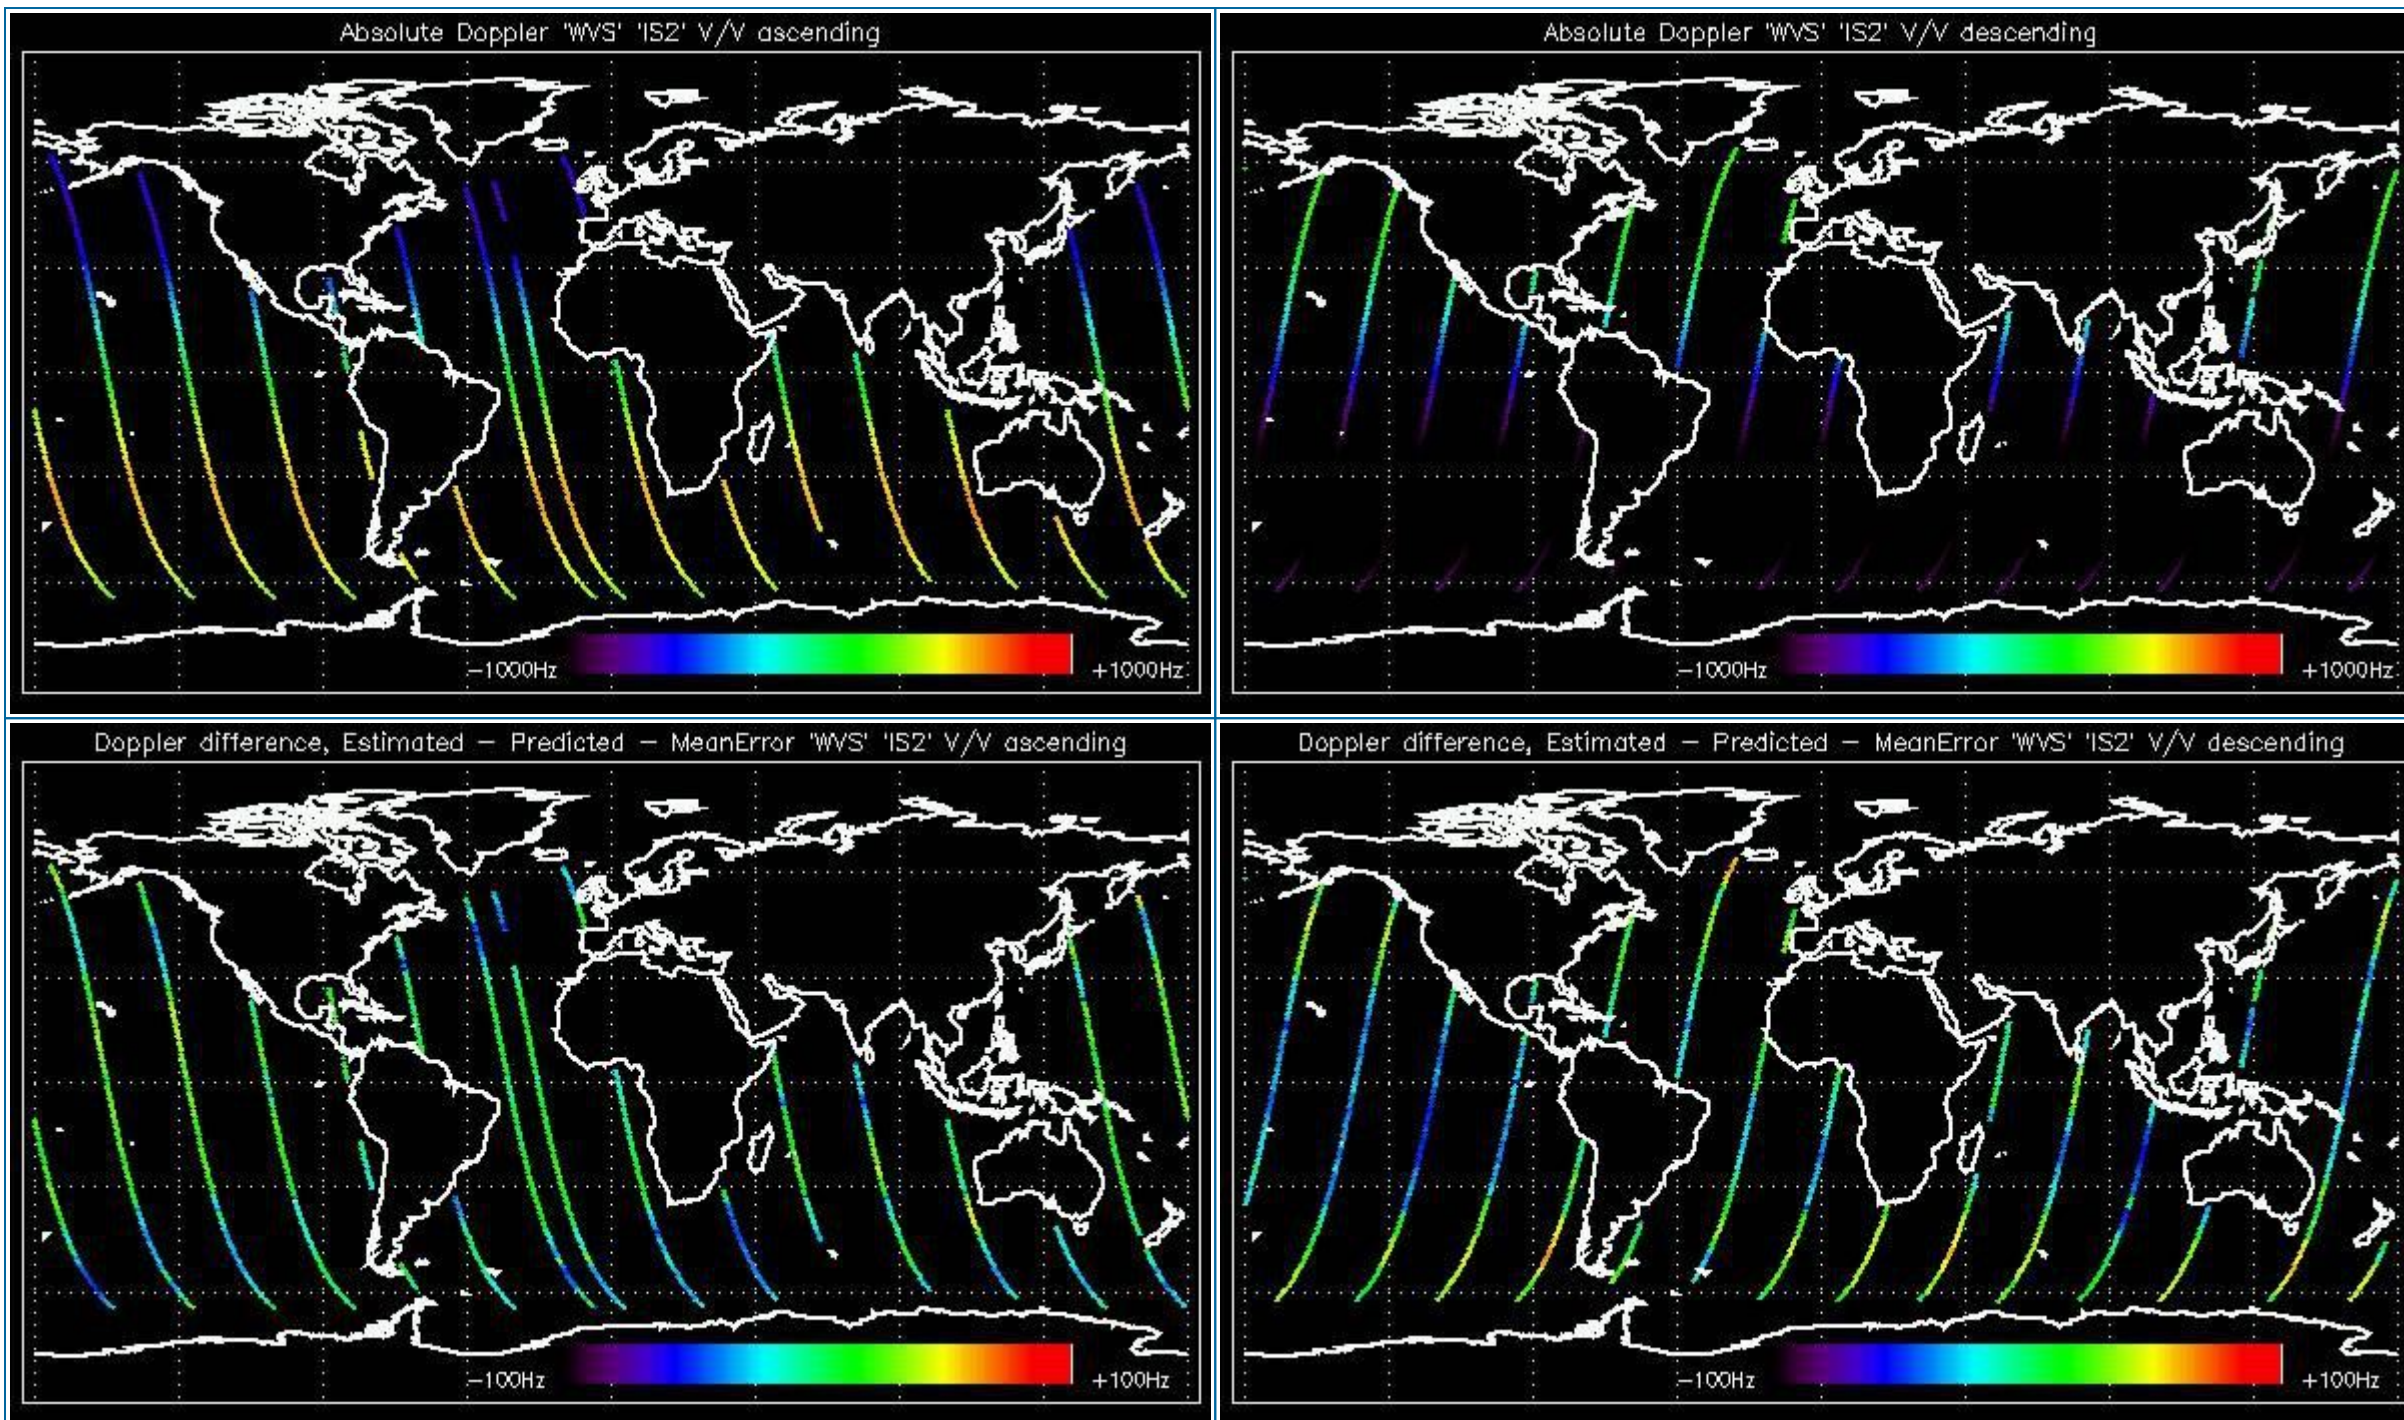 Absolute Doppler 'WVS' 'IS2' V/V ascending
-1000Hz +1000Hz
Absolute Doppler 'WVS' 'IS2' V/V descending
-1000Hz +1000Hz
Doppler difference, Estimated - Predicted - MeanError 'WVS' 'IS2' V/V ascending
-100Hz +100Hz
Doppler difference, Estimated - Predicted - MeanError 'WVS' 'IS2' V/V descending
-100Hz +100Hz